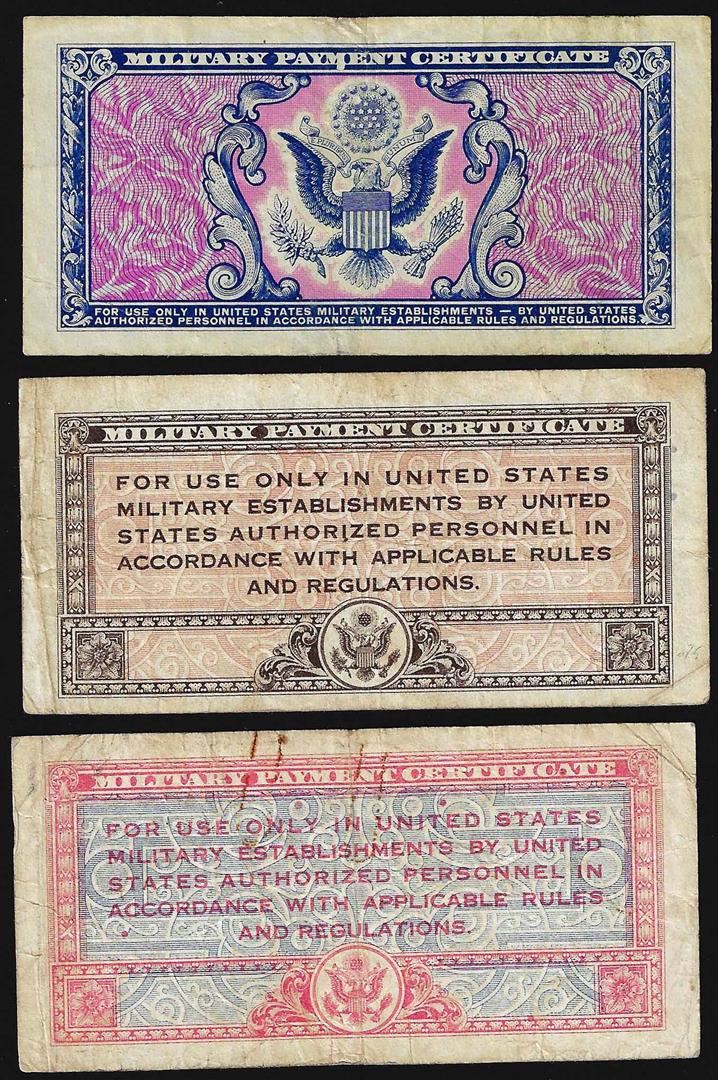 MILITARY PAYMENT CERTIFICATE
E PLURIBUS UNUM
FOR USE ONLY IN UNITED STATES MILITARY ESTABLISHMENTS — BY UNITED STATES
AUTHORIZED PERSONNEL IN ACCORDANCE WITH APPLICABLE RULES AND REGULATIONS.
MILITARY PAYMENT CERTIFICATE
FOR USE ONLY IN UNITED STATES
MILITARY ESTABLISHMENTS BY UNITED
STATES AUTHORIZED PERSONNEL IN
ACCORDANCE WITH APPLICABLE RULES
AND REGULATIONS.
MILITARY PAYMENT CERTIFICATE
FOR USE ONLY IN UNITED STATES
MILITARY ESTABLISHMENTS BY UNITED
STATES AUTHORIZED PERSONNEL IN
ACCORDANCE WITH APPLICABLE RULES
AND REGULATIONS.